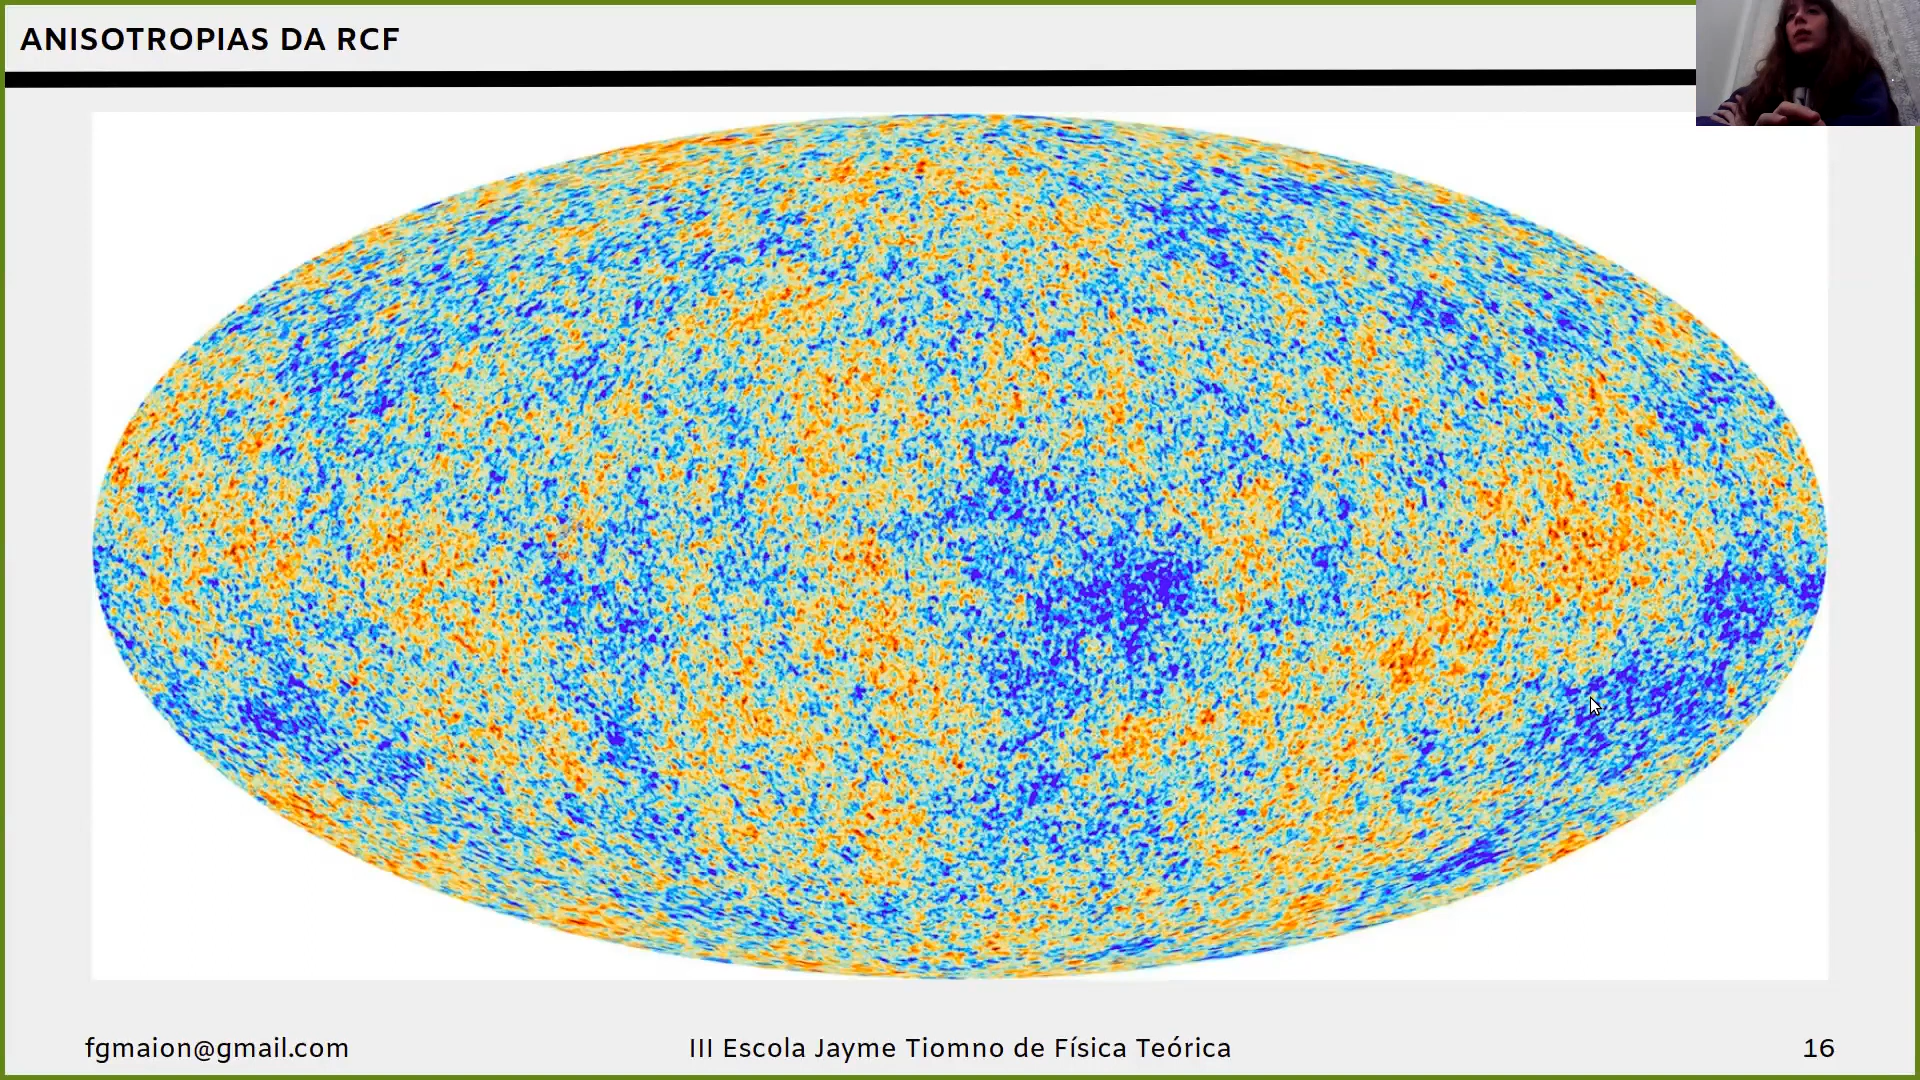 ANISOTROPIAS DA RCF
fgmaion@gmail.com
III Escola Jayme Tiomno de Física Teórica
16